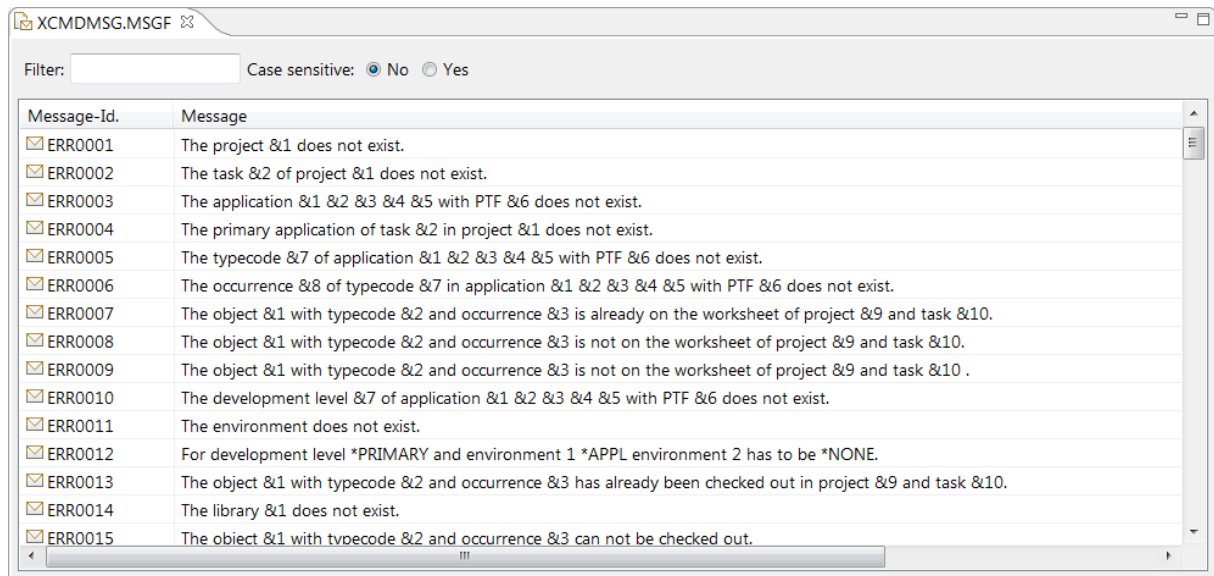 XCMDMSG.MSGF
Filter: Case sensitive: No Yes
Message-Id. Message
ERR0001 The project &1 does not exist.
ERR0002 The task &2 of project &1 does not exist.
ERR0003 The application &1 &2 &3 &4 &5 with PTF &6 does not exist.
ERR0004 The primary application of task &2 in project &1 does not exist.
ERR0005 The typecode &7 of application &1 &2 &3 &4 &5 with PTF &6 does not exist.
ERR0006 The occurrence &8 of typecode &7 in application &1 &2 &3 &4 &5 with PTF &6 does not exist.
ERR0007 The object &1 with typecode &2 and occurrence &3 is already on the worksheet of project &9 and task &10.
ERR0008 The object &1 with typecode &2 and occurrence &3 is not on the worksheet of project &9 and task &10.
ERR0009 The object &1 with typecode &2 and occurrence &3 is not on the worksheet of project &9 and task &10 .
ERR0010 The development level &7 of application &1 &2 &3 &4 &5 with PTF &6 does not exist.
ERR0011 The environment does not exist.
ERR0012 For development level *PRIMARY and environment 1 *APPL environment 2 has to be *NONE.
ERR0013 The object &1 with typecode &2 and occurrence &3 has already been checked out in project &9 and task &10.
ERR0014 The library &1 does not exist.
ERR0015 The object &1 with typecode &2 and occurrence &3 can not be checked out.